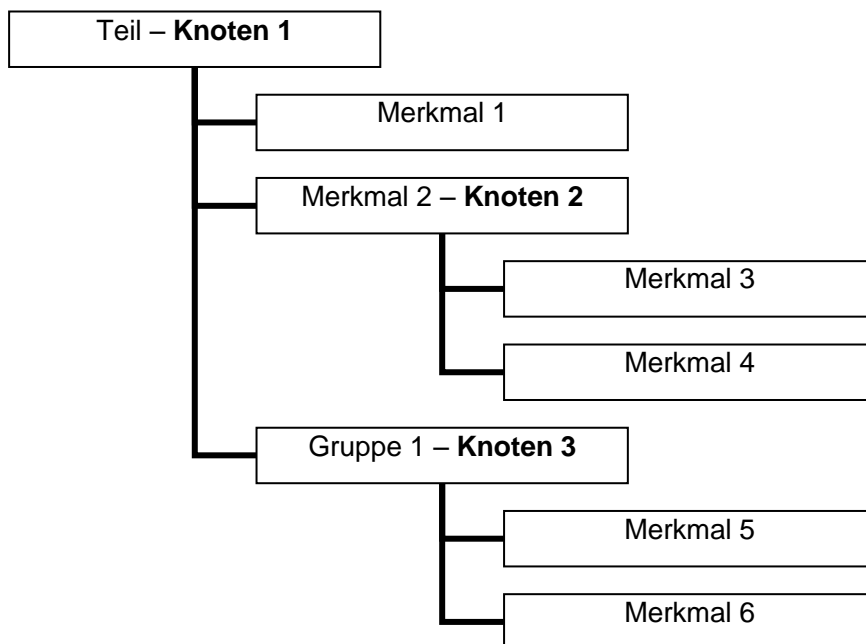 Teil – Knoten 1
Merkmal 1
Merkmal 2 – Knoten 2
Merkmal 3
Merkmal 4
Gruppe 1 – Knoten 3
Merkmal 5
Merkmal 6